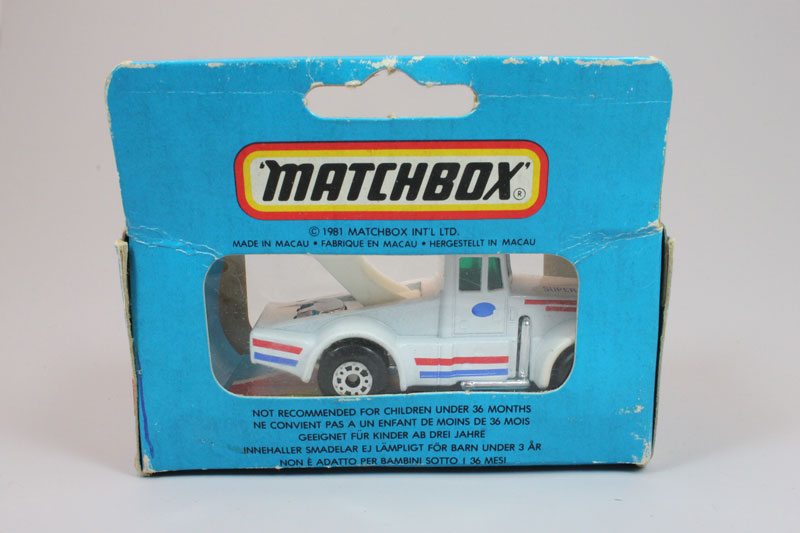 'MATCHBOX'®
© 1981 MATCHBOX INT'L LTD.
MADE IN MACAU • FABRIQUE EN MACAU • HERGESTELLT IN MACAU
SUPER
NOT RECOMMENDED FOR CHILDREN UNDER 36 MONTHS
NE CONVIENT PAS A UN ENFANT DE MOINS DE 36 MOIS
GEEIGNET FÜR KINDER AB DREI JAHRE
INNEHALLER SMADELAR EJ LÄMPLIGT FÖR BARN UNDER 3 ÅR
NON È ADATTO PER BAMBINI SOTTO I 36 MESI